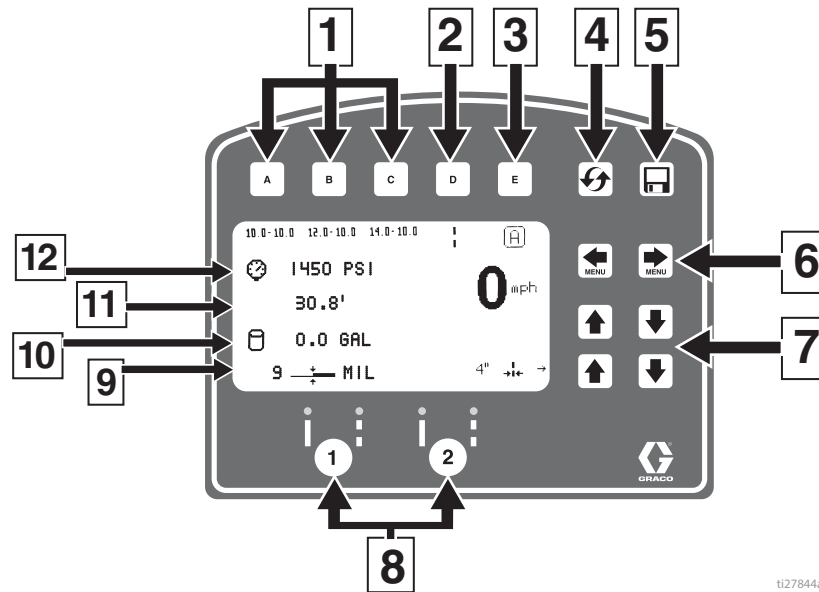 1 2 3 4 5
A B C D E
10.0-10.0 12.0-10.0 14.0-10.0 A
MENU MENU
12 1450 PSI 0 mph 6
11 30.8'
10 0.0 GAL 7
9 9 MIL 4"
1 2
GRACO
8
ti27844a